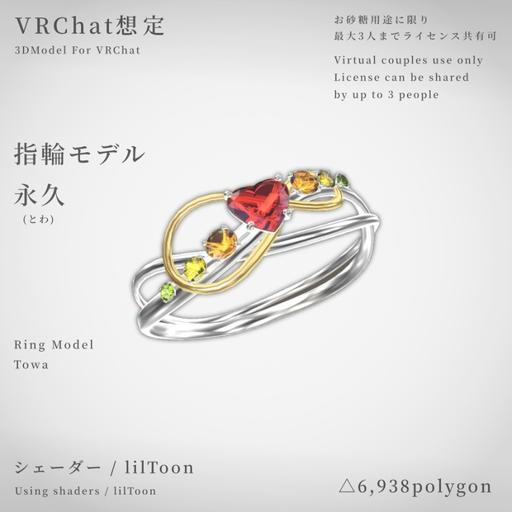 VRChat想定
3DModel For VRChat
お砂糖用途に限り
最大3人までライセンス共有可
Virtual couples use only
License can be shared
by up to 3 people
指輪モデル
永久
(とわ)
Ring Model
Towa
シェーダー / lilToon
Using shaders / lilToon
△6,938polygon